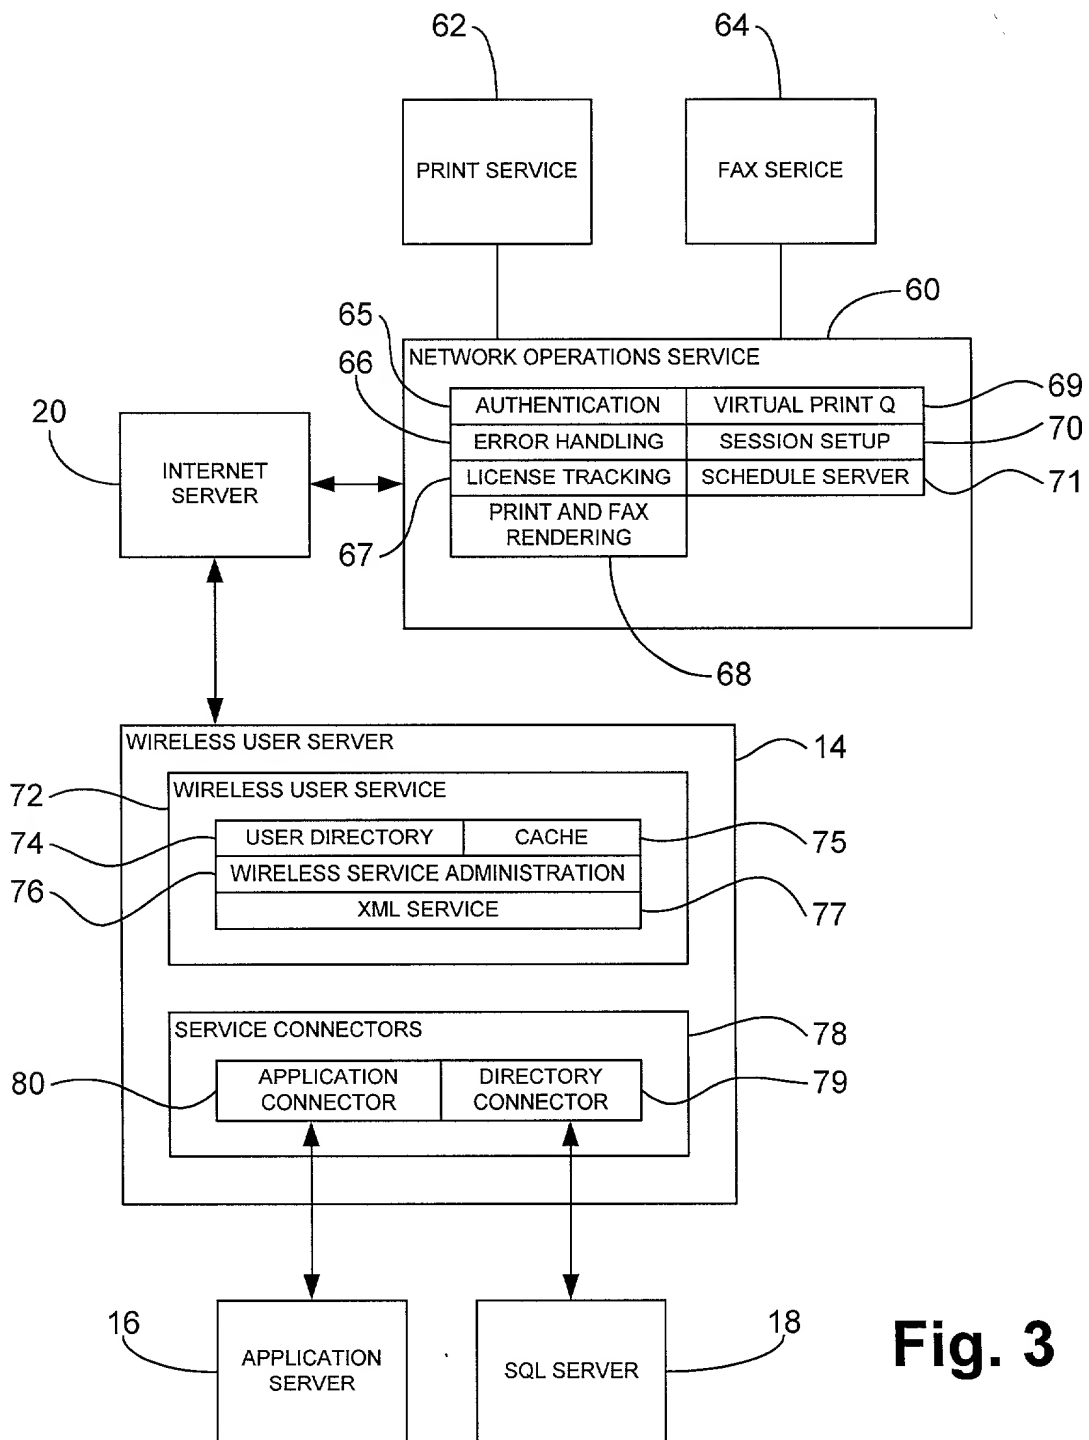 62
64
PRINT SERVICE
FAX SERICE
60
65
NETWORK OPERATIONS SERVICE
66
69
AUTHENTICATION
VIRTUAL PRINT Q
20
70
ERROR HANDLING
SESSION SETUP
INTERNET
SERVER
LICENSE TRACKING
SCHEDULE SERVER
71
PRINT AND FAX
RENDERING
67
68
WIRELESS USER SERVER
14
72
WIRELESS USER SERVICE
74
USER DIRECTORY
CACHE
75
76
WIRELESS SERVICE ADMINISTRATION
XML SERVICE
77
SERVICE CONNECTORS
78
80
APPLICATION
CONNECTOR
DIRECTORY
CONNECTOR
79
16
APPLICATION
SERVER
SQL SERVER
18
Fig. 3